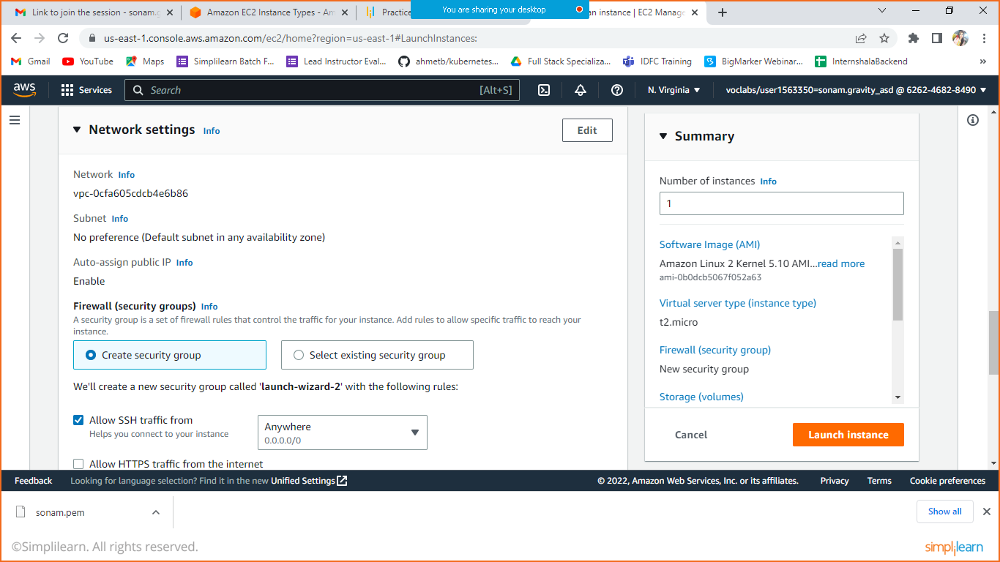 Link to join the session - sonam.g
Amazon EC2 Instance Types - Am
Practice
You are sharing your desktop
an instance | EC2 Manage
us-east-1.console.aws.amazon.com/ec2/home?region=us-east-1#LaunchInstances:
Gmail
YouTube
Maps
Simplilearn Batch F...
Lead Instructor Eval...
ahmetb/kubernetes...
Full Stack Specializa...
IDFC Training
BigMarker Webinar...
InternshalaBackend
»
aws
Services
Search
[Alt+S]
N. Virginia
voclabs/user1563350=sonam.gravity_asd @ 6262-4682-8490
Network settings Info
Edit
Network Info
vpc-0cfa605cdcb4e6b86
Subnet Info
No preference (Default subnet in any availability zone)
Auto-assign public IP Info
Enable
Firewall (security groups) Info
A security group is a set of firewall rules that control the traffic for your instance. Add rules to allow specific traffic to reach your
instance.
Create security group
Select existing security group
We'll create a new security group called 'launch-wizard-2' with the following rules:
Allow SSH traffic from
Helps you connect to your instance
Anywhere
0.0.0.0/0
Allow HTTPS traffic from the internet
Summary
Number of instances Info
1
Software Image (AMI)
Amazon Linux 2 Kernel 5.10 AMI...read more
ami-0b0dcb5067f052a63
Virtual server type (instance type)
t2.micro
Firewall (security group)
New security group
Storage (volumes)
Cancel
Launch instance
Feedback
Looking for language selection? Find it in the new Unified Settings
© 2022, Amazon Web Services, Inc. or its affiliates.
Privacy
Terms
Cookie preferences
sonam.pem
Show all
©Simplilearn. All rights reserved.
simplilearn